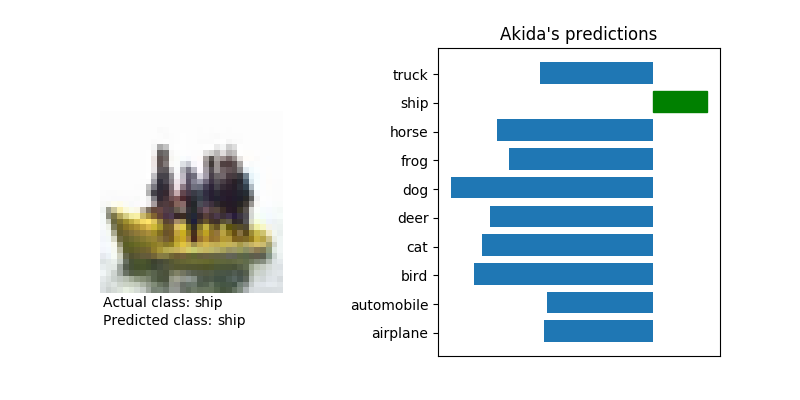 Akida's predictions
truck
ship
horse
frog
dog
deer
cat
bird
automobile
airplane
Actual class: ship
Predicted class: ship